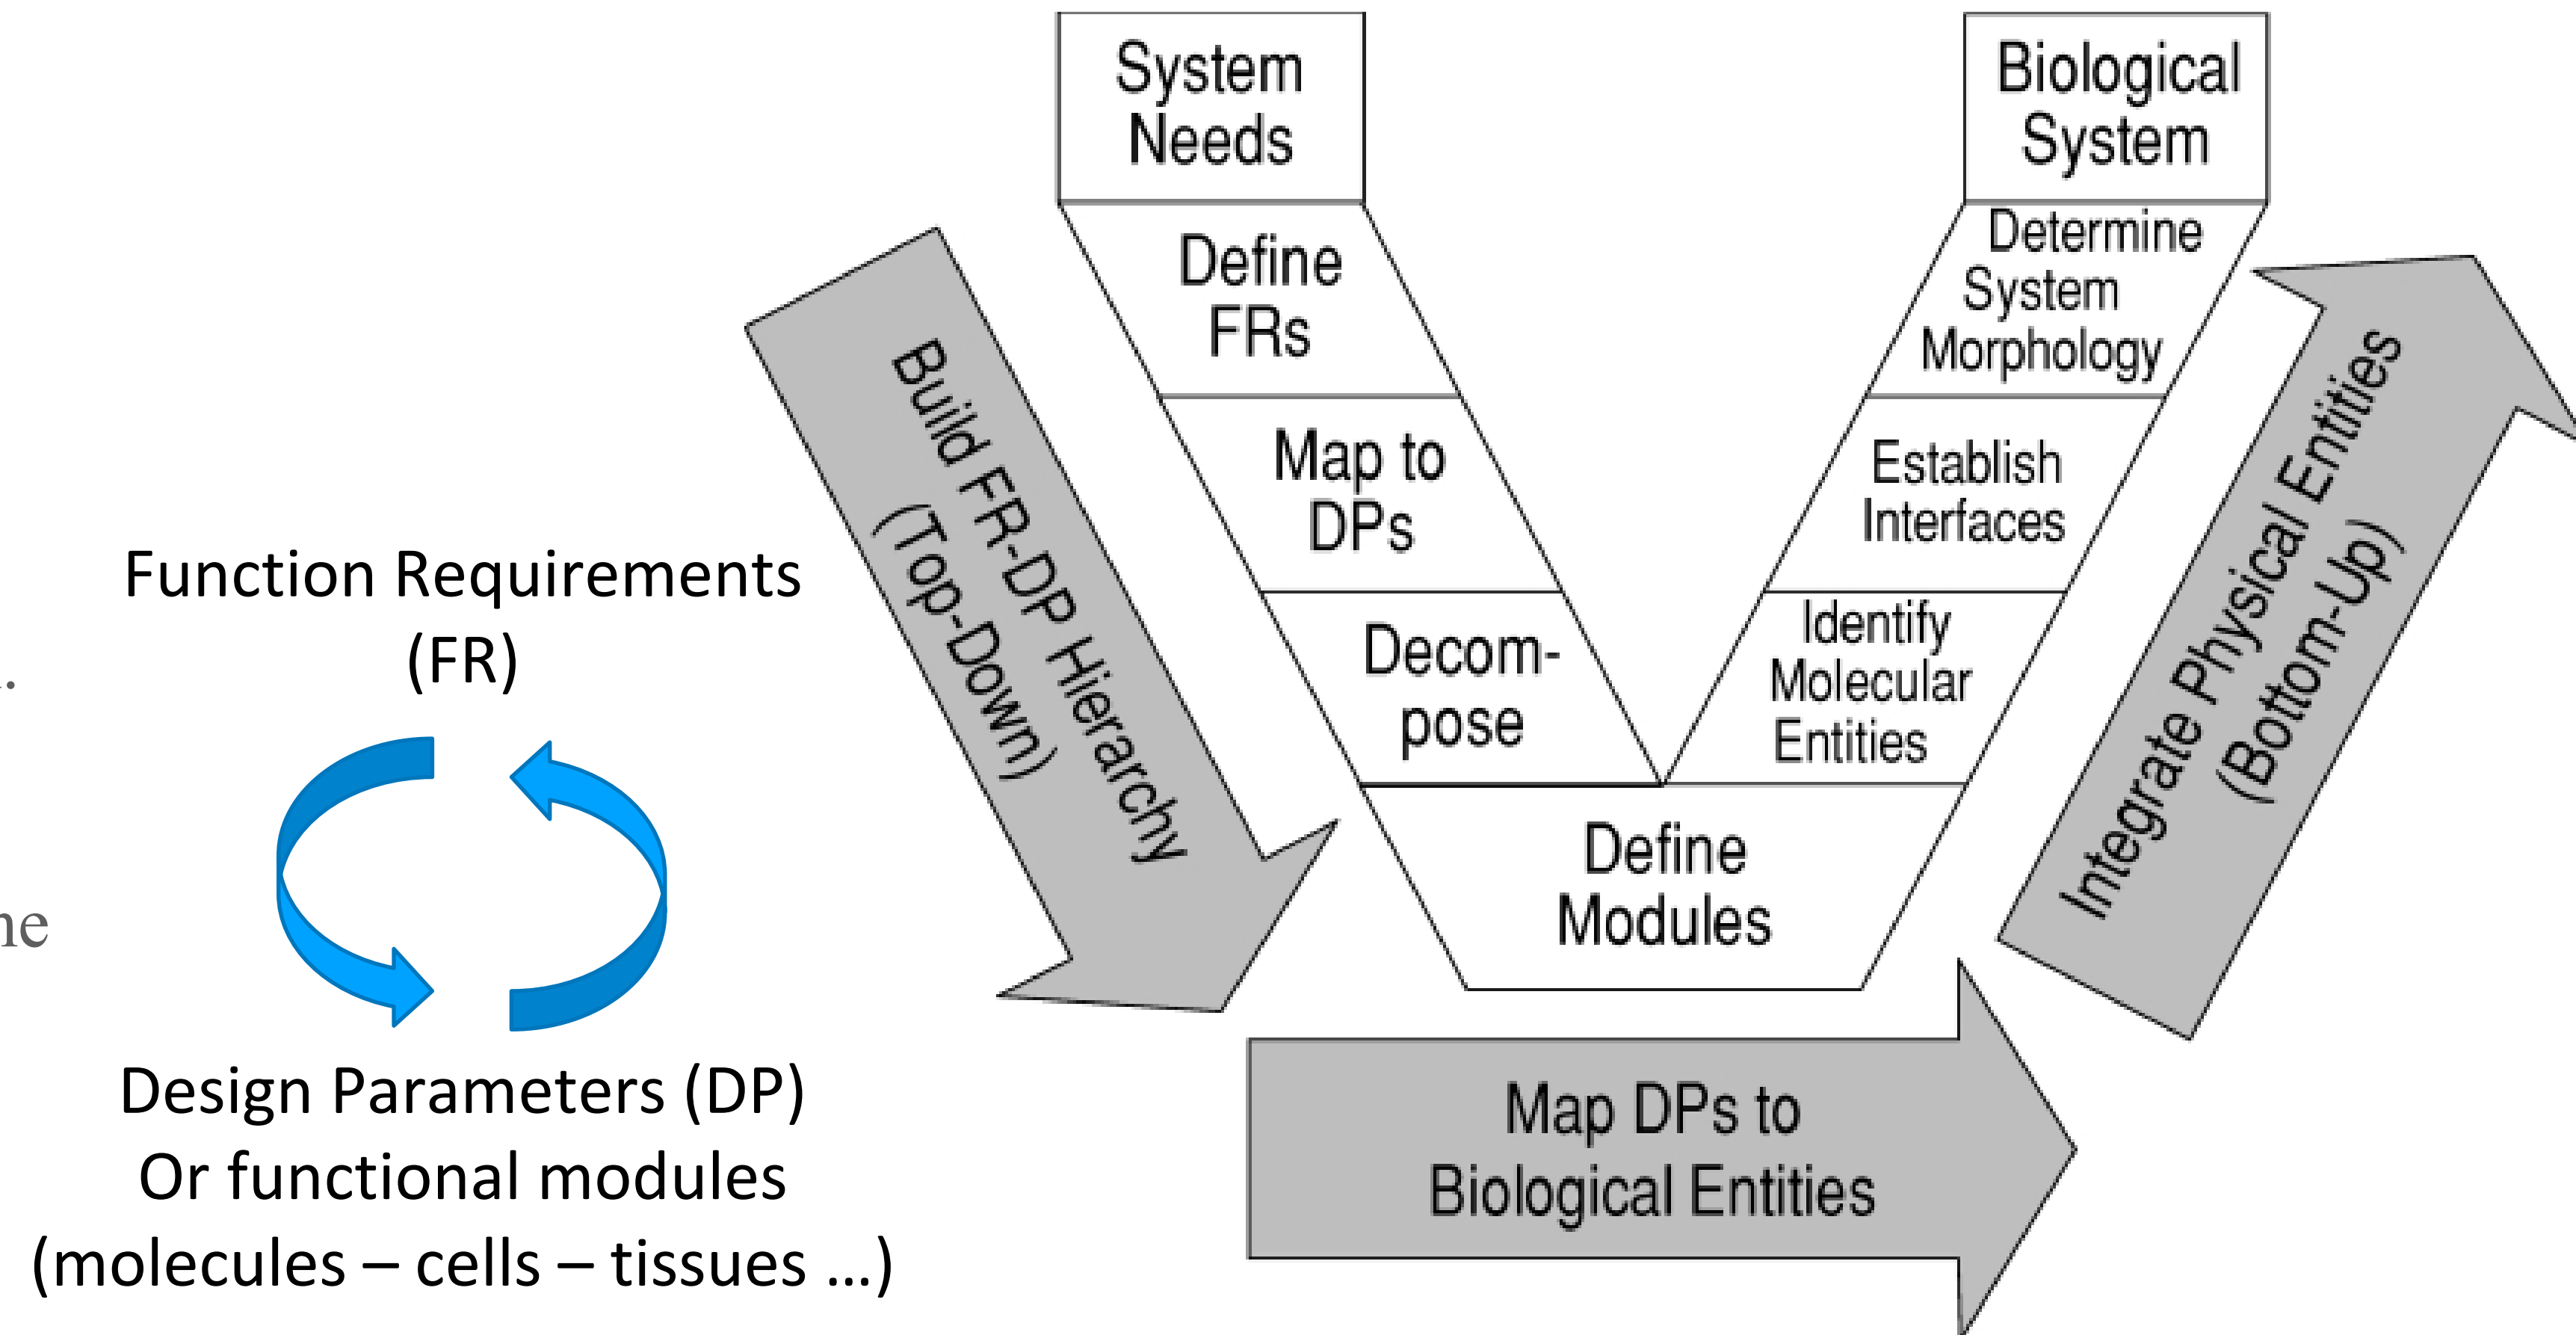 System
Needs
Define
FRs
Map to
DPs
Decom-
pose
Define
Modules
Biological
System
Determine
System
Morphology
Establish
Interfaces
Identify
Molecular
Entities
Build FR-DP Hierarchy
(Top-Down)
Map DPs to
Biological Entities
Integrate Physical Entities
(Bottom-Up)
Function Requirements
(FR)
Design Parameters (DP)
Or functional modules
(molecules – cells – tissues ...)